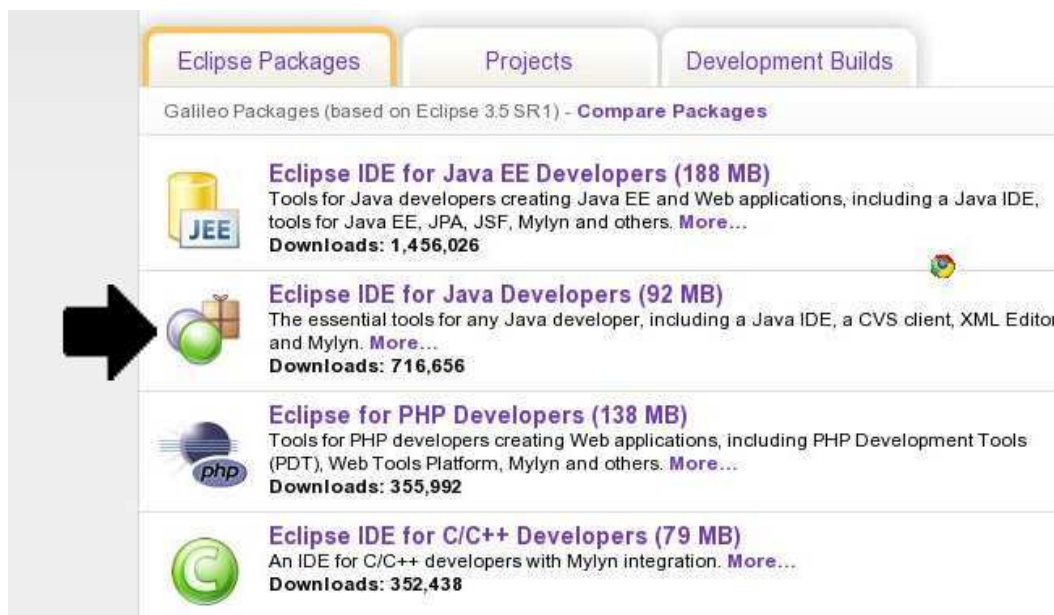 Eclipse Packages Projects Development Builds
Galileo Packages (based on Eclipse 3.5 SR1) - Compare Packages
Eclipse IDE for Java EE Developers (188 MB)
Tools for Java developers creating Java EE and Web applications, including a Java IDE,
tools for Java EE, JPA, JSF, Mylyn and others. More...
Downloads: 1,456,026
JEE
Eclipse IDE for Java Developers (92 MB)
The essential tools for any Java developer, including a Java IDE, a CVS client, XML Editor
and Mylyn. More...
Downloads: 716,656
Eclipse for PHP Developers (138 MB)
Tools for PHP developers creating Web applications, including PHP Development Tools
(PDT), Web Tools Platform, Mylyn and others. More...
Downloads: 355,992
php
Eclipse IDE for C/C++ Developers (79 MB)
An IDE for C/C++ developers with Mylyn integration. More...
Downloads: 352,438
C